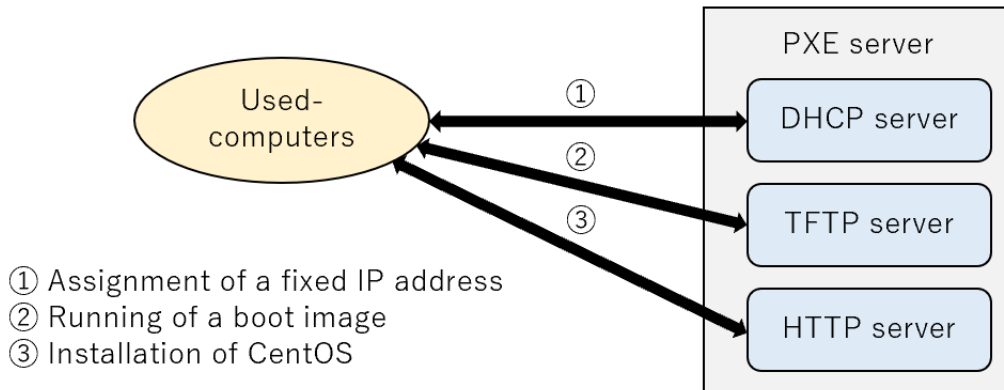 PXE server
Used-
computers
①
DHCP server
②
TFTP server
③
HTTP server
① Assignment of a fixed IP address
② Running of a boot image
③ Installation of CentOS